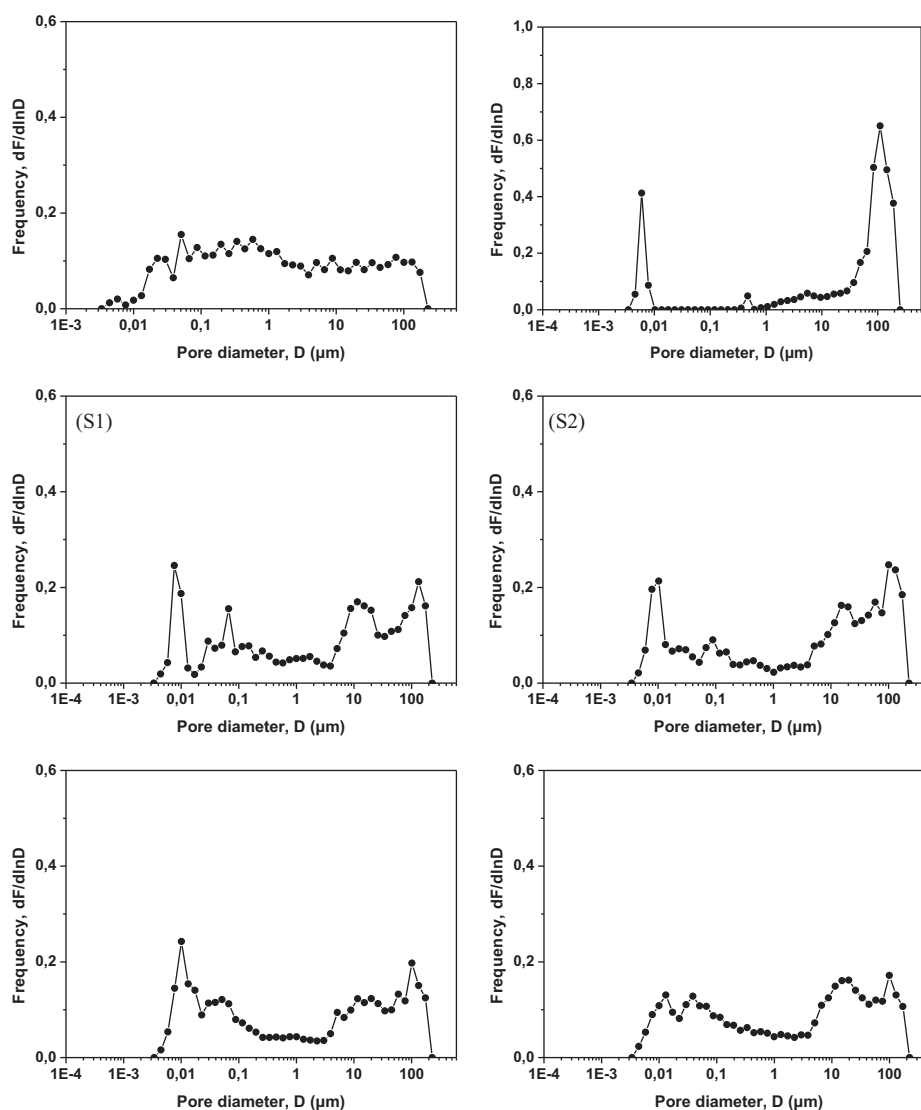 0,6
0,4
0,2
0,0
Frequency, dF/dlnD
1E-3 0,01 0,1 1 10 100
Pore diameter, D (µm)
1,0
0,8
0,6
0,4
0,2
0,0
Frequency, dF/dlnD
1E-4 1E-3 0,01 0,1 1 10 100
Pore diameter, D (µm)
(S1)
0,6
0,4
0,2
0,0
Frequency, dF/dlnD
1E-4 1E-3 0,01 0,1 1 10 100
Pore diameter, D (µm)
(S2)
0,6
0,4
0,2
0,0
Frequency, dF/dlnD
1E-4 1E-3 0,01 0,1 1 10 100
Pore diameter, D (µm)
0,6
0,4
0,2
0,0
Frequency, dF/dlnD
1E-4 1E-3 0,01 0,1 1 10 100
Pore diameter, D (µm)
0,6
0,4
0,2
0,0
Frequency, dF/dlnD
1E-4 1E-3 0,01 0,1 1 10 100
Pore diameter, D (µm)